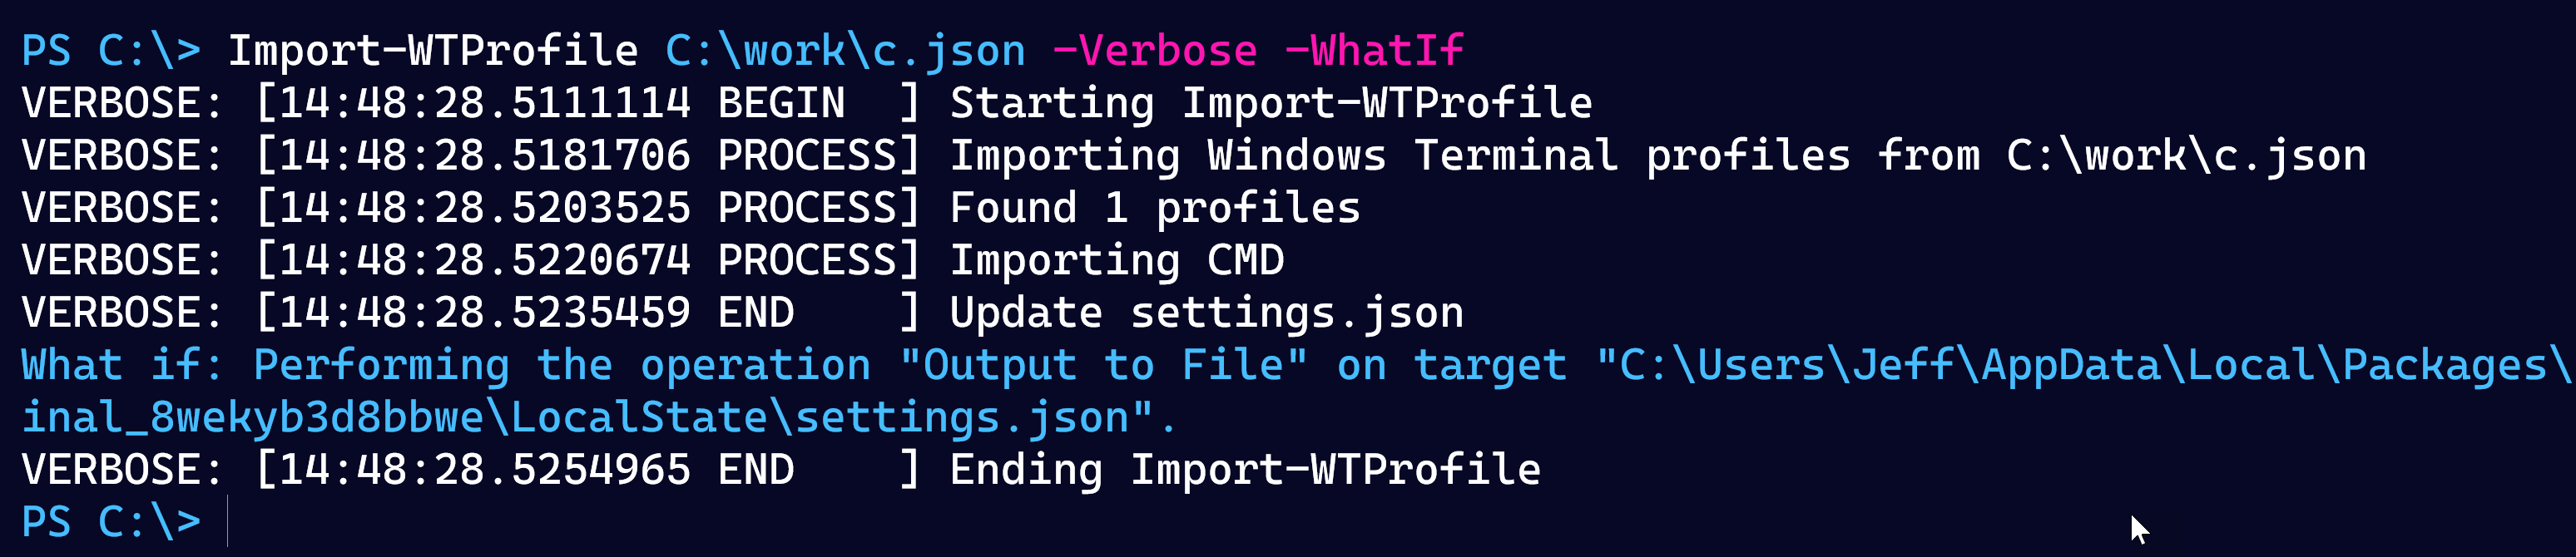 PS C:\> Import-WTProfile C:\work\c.json -Verbose -WhatIf
VERBOSE: [14:48:28.5111114 BEGIN  ] Starting Import-WTProfile
VERBOSE: [14:48:28.5181706 PROCESS] Importing Windows Terminal profiles from C:\work\c.json
VERBOSE: [14:48:28.5203525 PROCESS] Found 1 profiles
VERBOSE: [14:48:28.5220674 PROCESS] Importing CMD
VERBOSE: [14:48:28.5235459 END    ] Update settings.json
What if: Performing the operation "Output to File" on target "C:\Users\Jeff\AppData\Local\Packages\
inal_8wekyb3d8bbwe\LocalState\settings.json".
VERBOSE: [14:48:28.5254965 END    ] Ending Import-WTProfile
PS C:\>